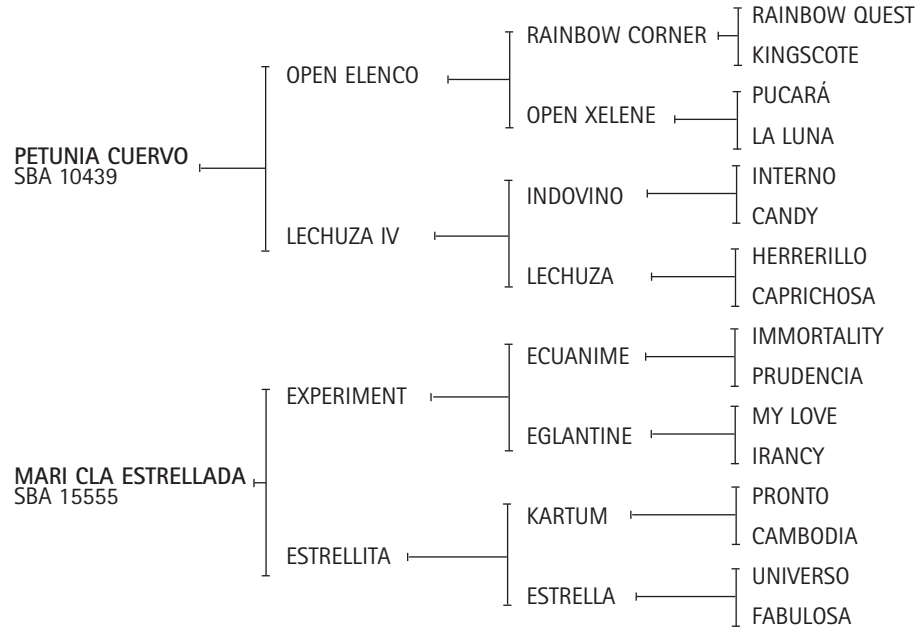 PETUNIA CUERVO
SBA 10439
OPEN ELENCO
LECHUZA IV
RAINBOW CORNER
OPEN XELENE
INDOVINO
LECHUZA
RAINBOW QUEST
KINGSCOTE
PUCARÁ
LA LUNA
INTERNO
CANDY
HERRERILLO
CAPRICHOSA
MARI CLA ESTRELLADA
SBA 15555
EXPERIMENT
ESTRELLITA
ECUANIME
EGLANTINE
KARTUM
ESTRELLA
IMMORTALITY
PRUDENCIA
MY LOVE
IRANCY
PRONTO
CAMBODIA
UNIVERSO
FABULOSA